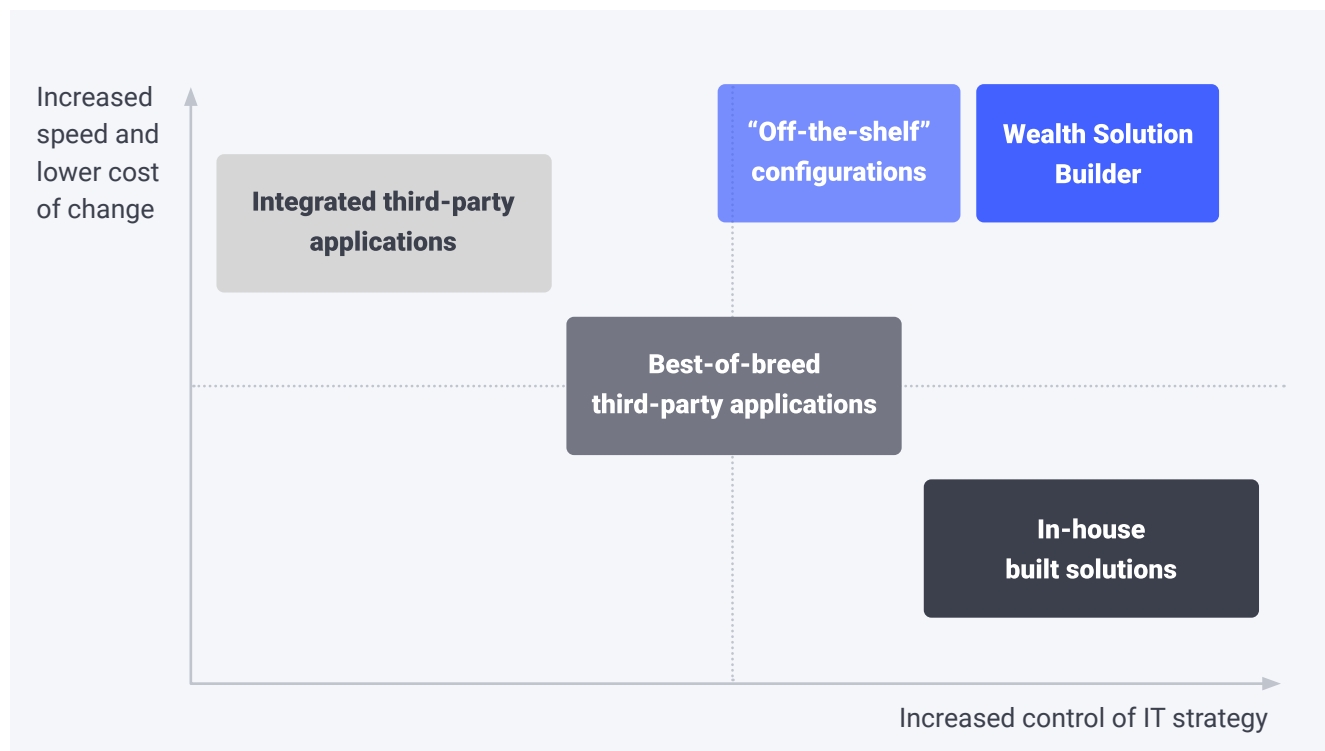 Increased
speed and
lower cost
of change
“Off-the-shelf”
configurations
Wealth Solution
Builder
Integrated third-party
applications
Best-of-breed
third-party applications
In-house
built solutions
Increased control of IT strategy